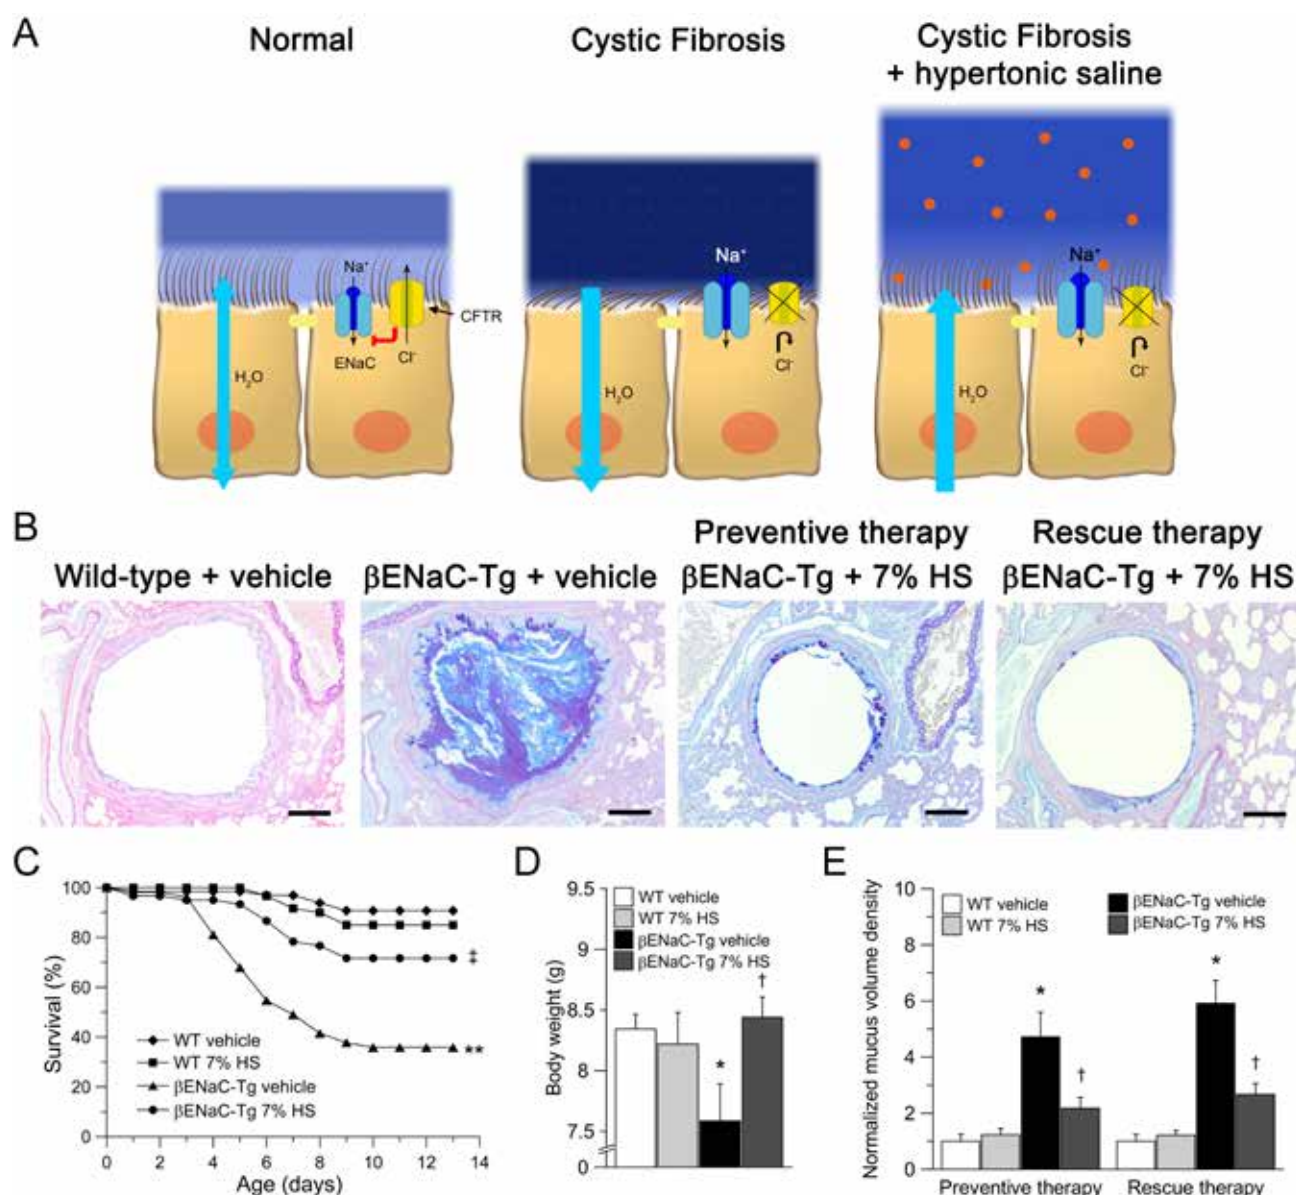 A
Normal
Cystic Fibrosis
Cystic Fibrosis
+ hypertonic saline
Na⁺
CFTR
ENaC
Cl⁻
H₂O
Na⁺
Cl⁻
H₂O
Na⁺
Cl⁻
H₂O
B
Preventive therapy
Rescue therapy
Wild-type + vehicle
βENaC-Tg + vehicle
βENaC-Tg + 7% HS
βENaC-Tg + 7% HS
C
100
80
60
40
20
0
Survival (%)
‡
**
WT vehicle
WT 7% HS
βENaC-Tg vehicle
βENaC-Tg 7% HS
0 2 4 6 8 10 12 14
Age (days)
D
9.5
9
8.5
8
7.5
0
Body weight (g)
WT vehicle
WT 7% HS
βENaC-Tg vehicle
βENaC-Tg 7% HS
*
†
E
10
8
6
4
2
0
Normalized mucus volume density
WT vehicle
WT 7% HS
βENaC-Tg vehicle
βENaC-Tg 7% HS
*
†
*
†
Preventive therapy
Rescue therapy